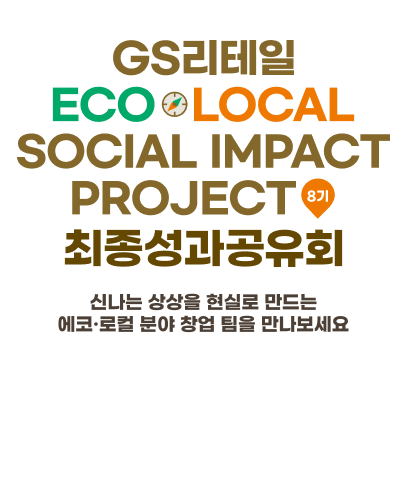 GS리테일
ECO LOCAL
SOCIAL IMPACT
PROJECT 8기
최종성과공유회
신나는 상상을 현실로 만드는
에코·로컬 분야 창업 팀을 만나보세요